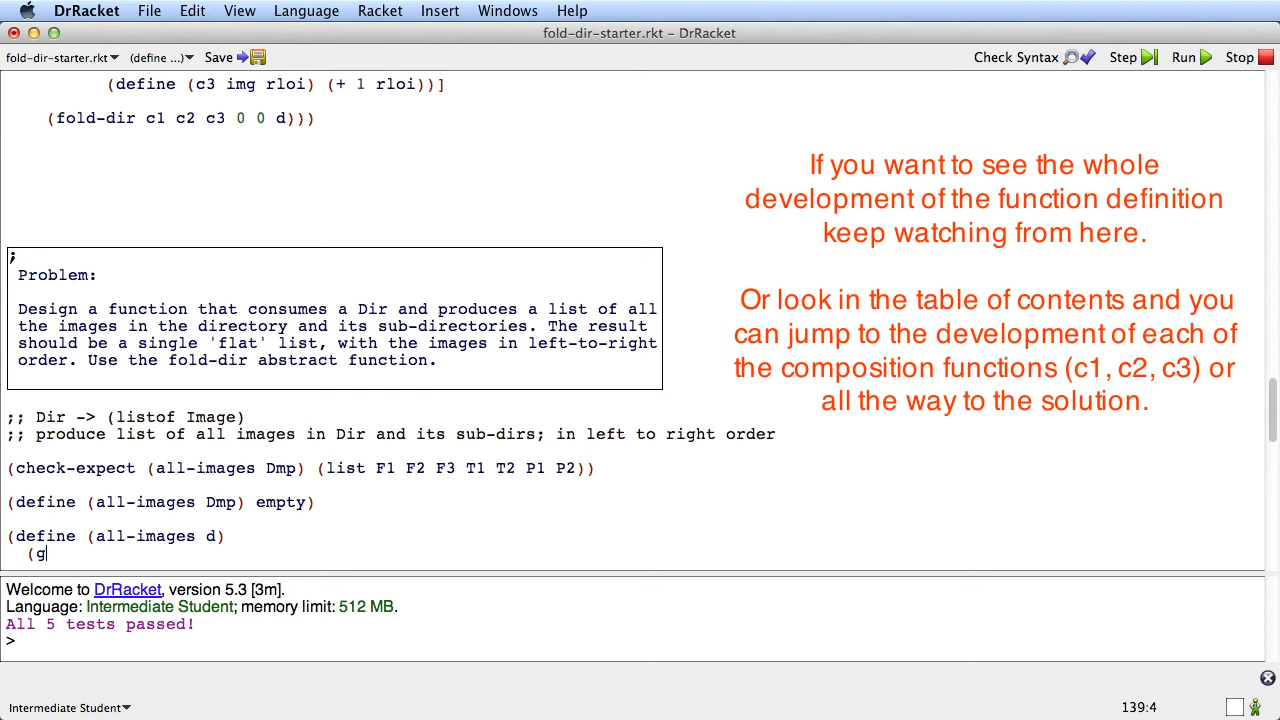 DrRacket File Edit View Language Racket Insert Windows Help
fold-dir-starter.rkt – DrRacket
fold-dir-starter.rkt (define ...) Save Check Syntax Step Run Stop
(define (c3 img rloi) (+ 1 rloi))]
(fold-dir c1 c2 c3 0 0 d)))
If you want to see the whole
development of the function definition
keep watching from here.
Or look in the table of contents and you
can jump to the development of each of
the composition functions (c1, c2, c3) or
all the way to the solution.
;
Problem:
Design a function that consumes a Dir and produces a list of all
the images in the directory and its sub-directories. The result
should be a single 'flat' list, with the images in left-to-right
order. Use the fold-dir abstract function.
;; Dir -> (listof Image)
;; produce list of all images in Dir and its sub-dirs; in left to right order
(check-expect (all-images Dmp) (list F1 F2 F3 T1 T2 P1 P2))
(define (all-images Dmp) empty)
(define (all-images d)
(g
Welcome to DrRacket, version 5.3 [3m].
Language: Intermediate Student; memory limit: 512 MB.
All 5 tests passed!
>
Intermediate Student 139:4